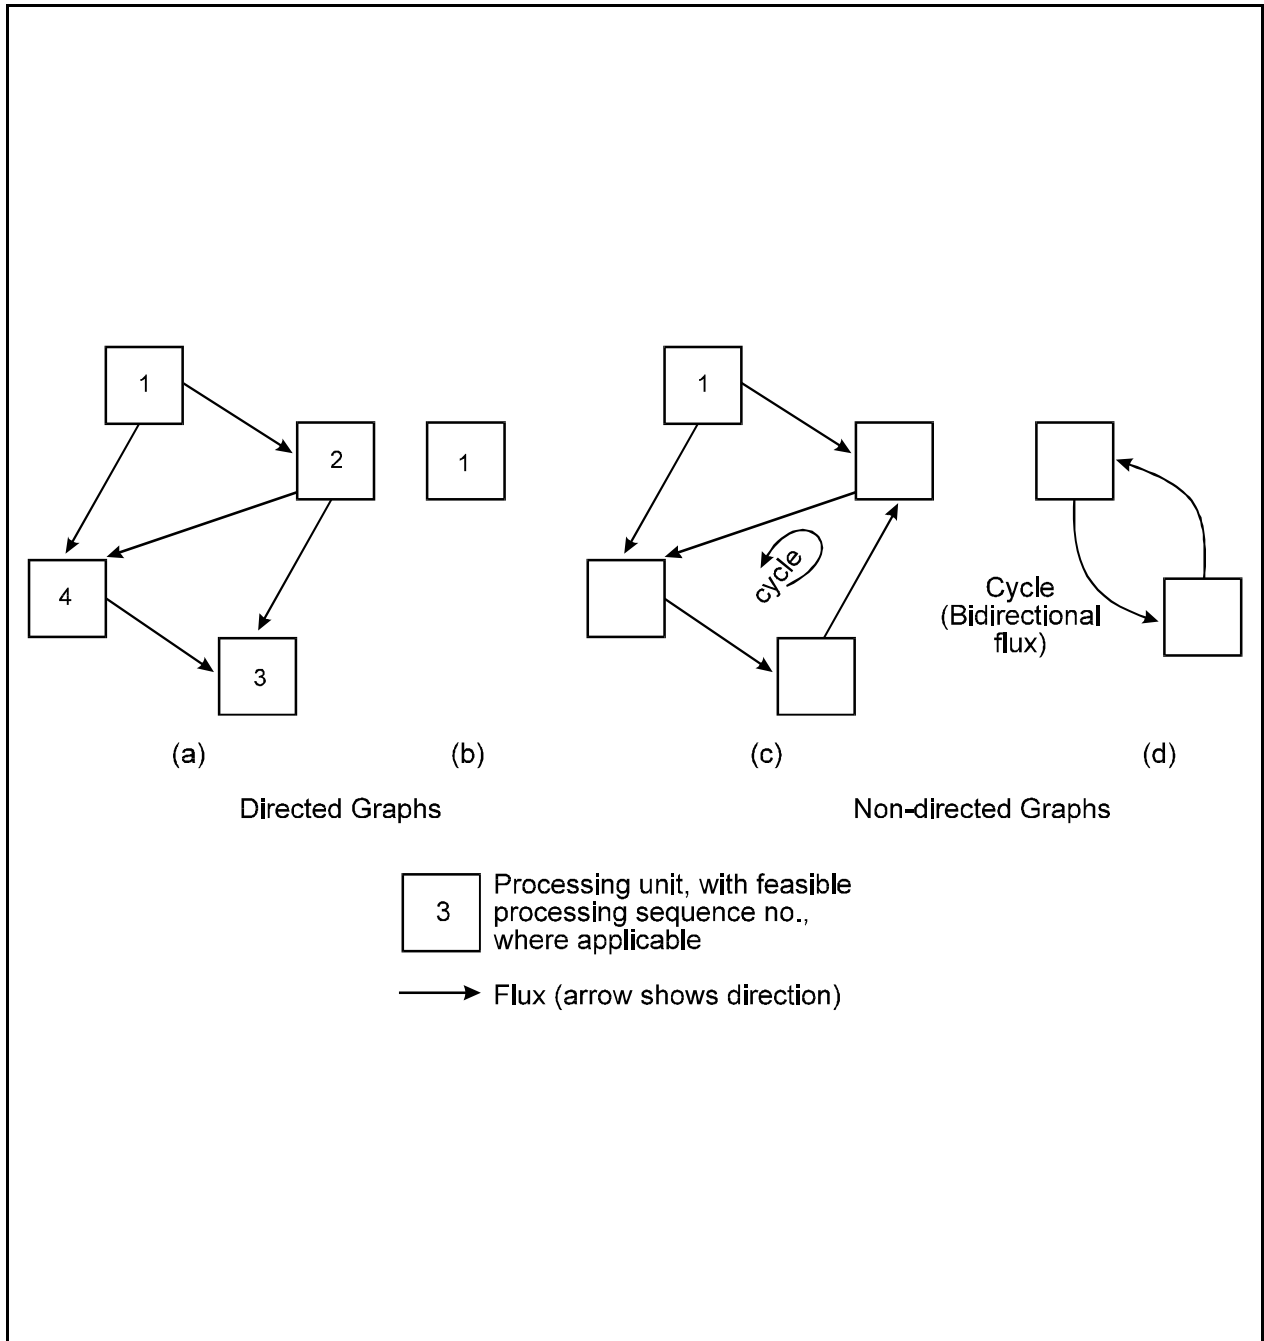 1
2
1
4
3
1
cycle
Cycle
(Bidirectional
flux)
(a)
(b)
(c)
(d)
Directed Graphs
Non-directed Graphs
3
Processing unit, with feasible
processing sequence no.,
where applicable
Flux (arrow shows direction)